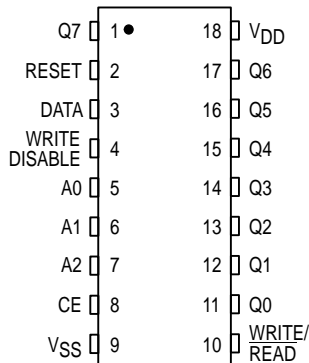 Q7 1 18 VDD
RESET 2 17 Q6
DATA 3 16 Q5
WRITE
DISABLE 4 15 Q4
A0 5 14 Q3
A1 6 13 Q2
A2 7 12 Q1
CE 8 11 Q0
VSS 9 10 WRITE/
READ